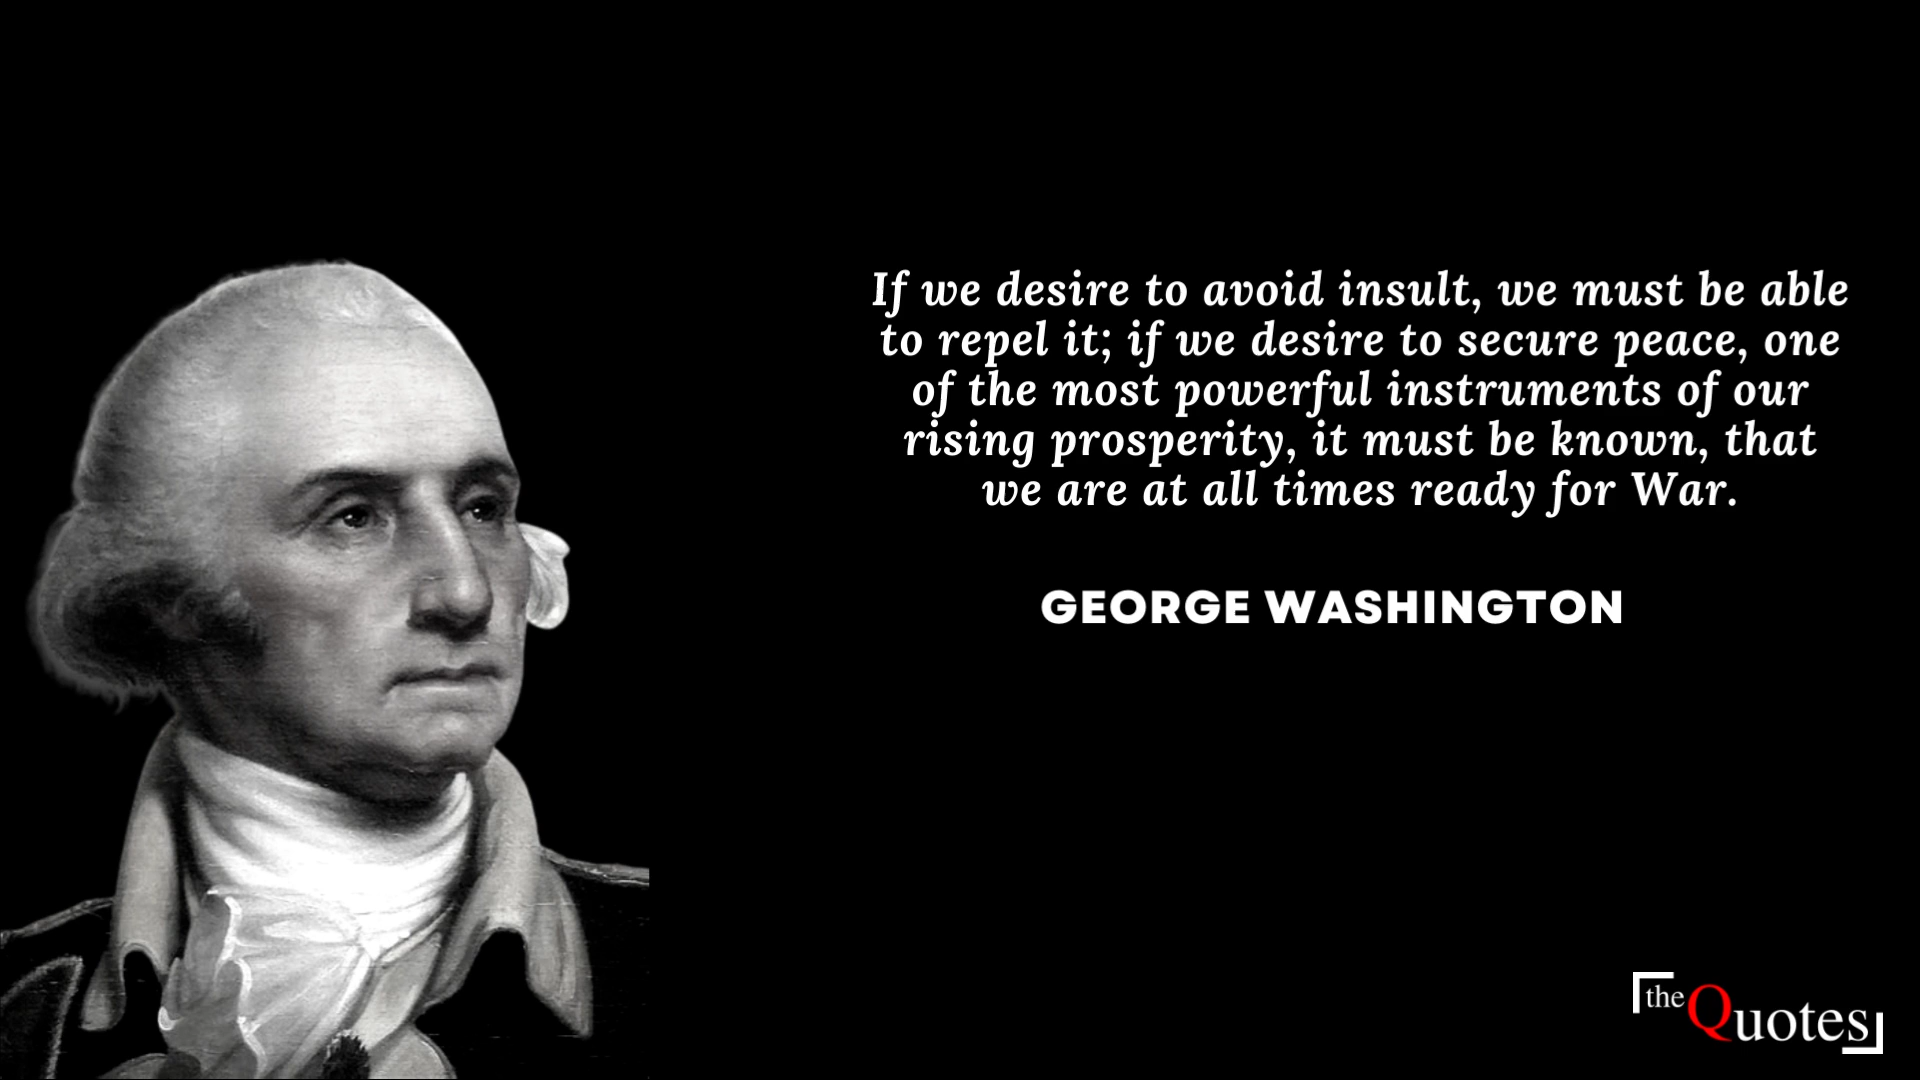 If we desire to avoid insult, we must be able
to repel it; if we desire to secure peace, one
of the most powerful instruments of our
rising prosperity, it must be known, that
we are at all times ready for War.
GEORGE WASHINGTON
the Quotes